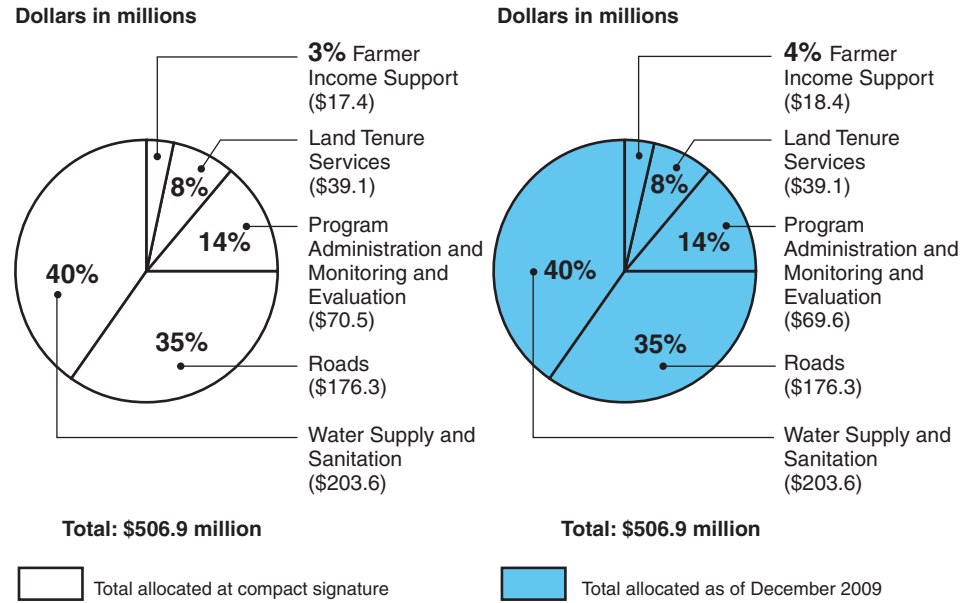 Dollars in millions
3% Farmer
Income Support
($17.4)
Land Tenure
Services
($39.1)
8%
Program
Administration and
Monitoring and
Evaluation
($70.5)
14%
40%
35%
Roads
($176.3)
Water Supply and
Sanitation
($203.6)
Total: $506.9 million
Total allocated at compact signature
Dollars in millions
4% Farmer
Income Support
($18.4)
Land Tenure
Services
($39.1)
8%
Program
Administration and
Monitoring and
Evaluation
($69.6)
14%
40%
35%
Roads
($176.3)
Water Supply and
Sanitation
($203.6)
Total: $506.9 million
Total allocated as of December 2009